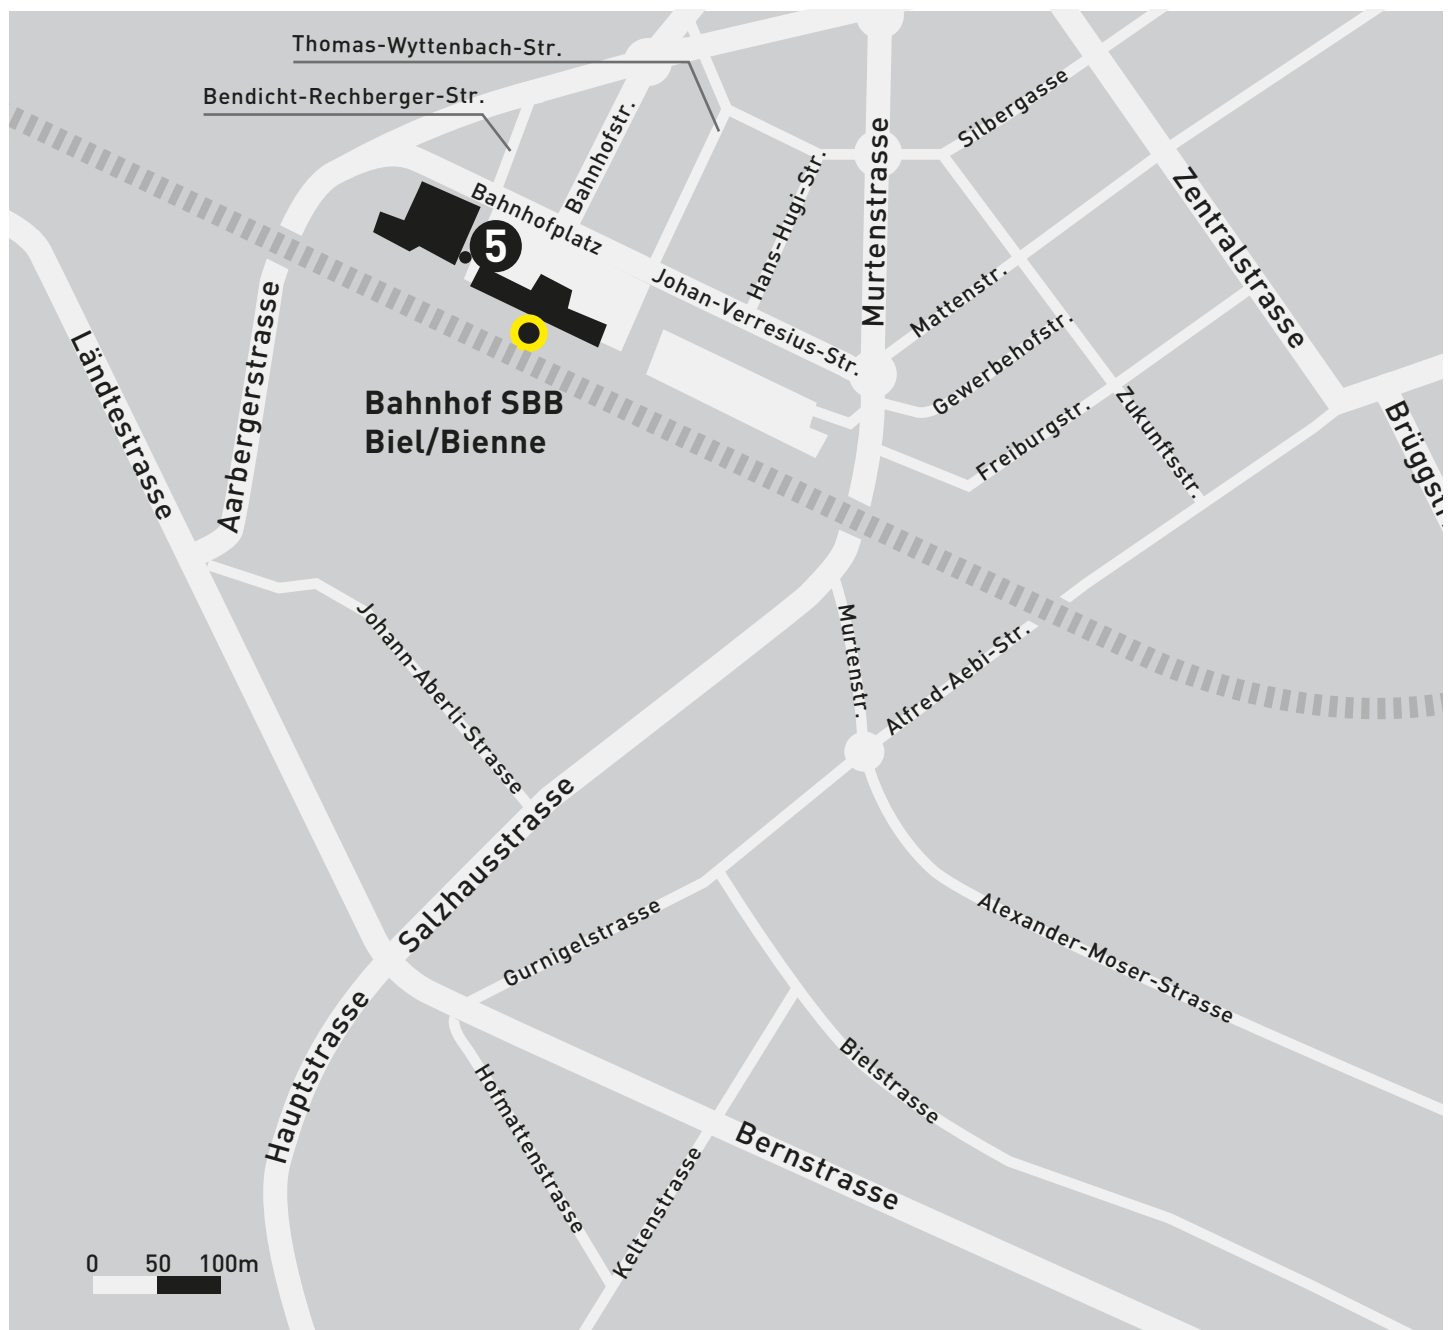 Thomas-Wyttenbach-Str.
Bendicht-Rechberger-Str.
Bahnhofstr.
Silbergasse
Murtenstrasse
Hans-Hugi-Str.
Zentralstrasse
Bahnhofplatz
5
Johan-Verresius-Str.
Mattenstr.
Gewerbehofstr.
Freiburgstr.
Zukunftsstr.
Brüggstr
Ländtestrasse
Aarbergerstrasse
Bahnhof SBB
Biel/Bienne
Johann-Aberli-Strasse
Murtenstr.
Alfred-Aebi-Str.
Salzhausstrasse
Gurnigelstrasse
Alexander-Moser-Strasse
Hauptstrasse
Hofmattenstrasse
Bielstrasse
Keltenstrasse
Bernstrasse
0 50 100m